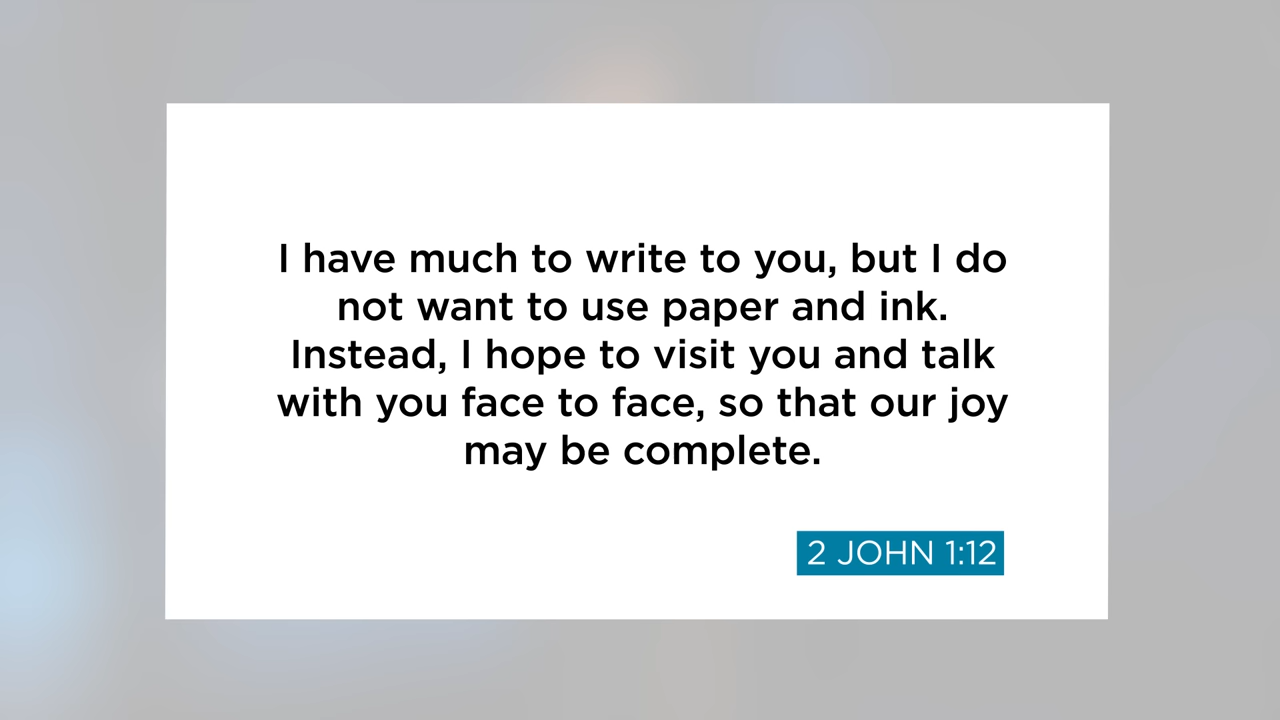 I have much to write to you, but I do
not want to use paper and ink.
Instead, I hope to visit you and talk
with you face to face, so that our joy
may be complete.
2 JOHN 1:12